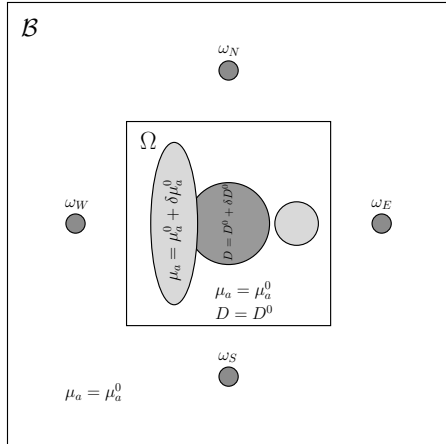 ℬ
ω_N
Ω
ω_W
μ_a = μ_a^0 + δμ_a^0
D = D^0 + δD^0
ω_E
μ_a = μ_a^0
D = D^0
ω_S
μ_a = μ_a^0